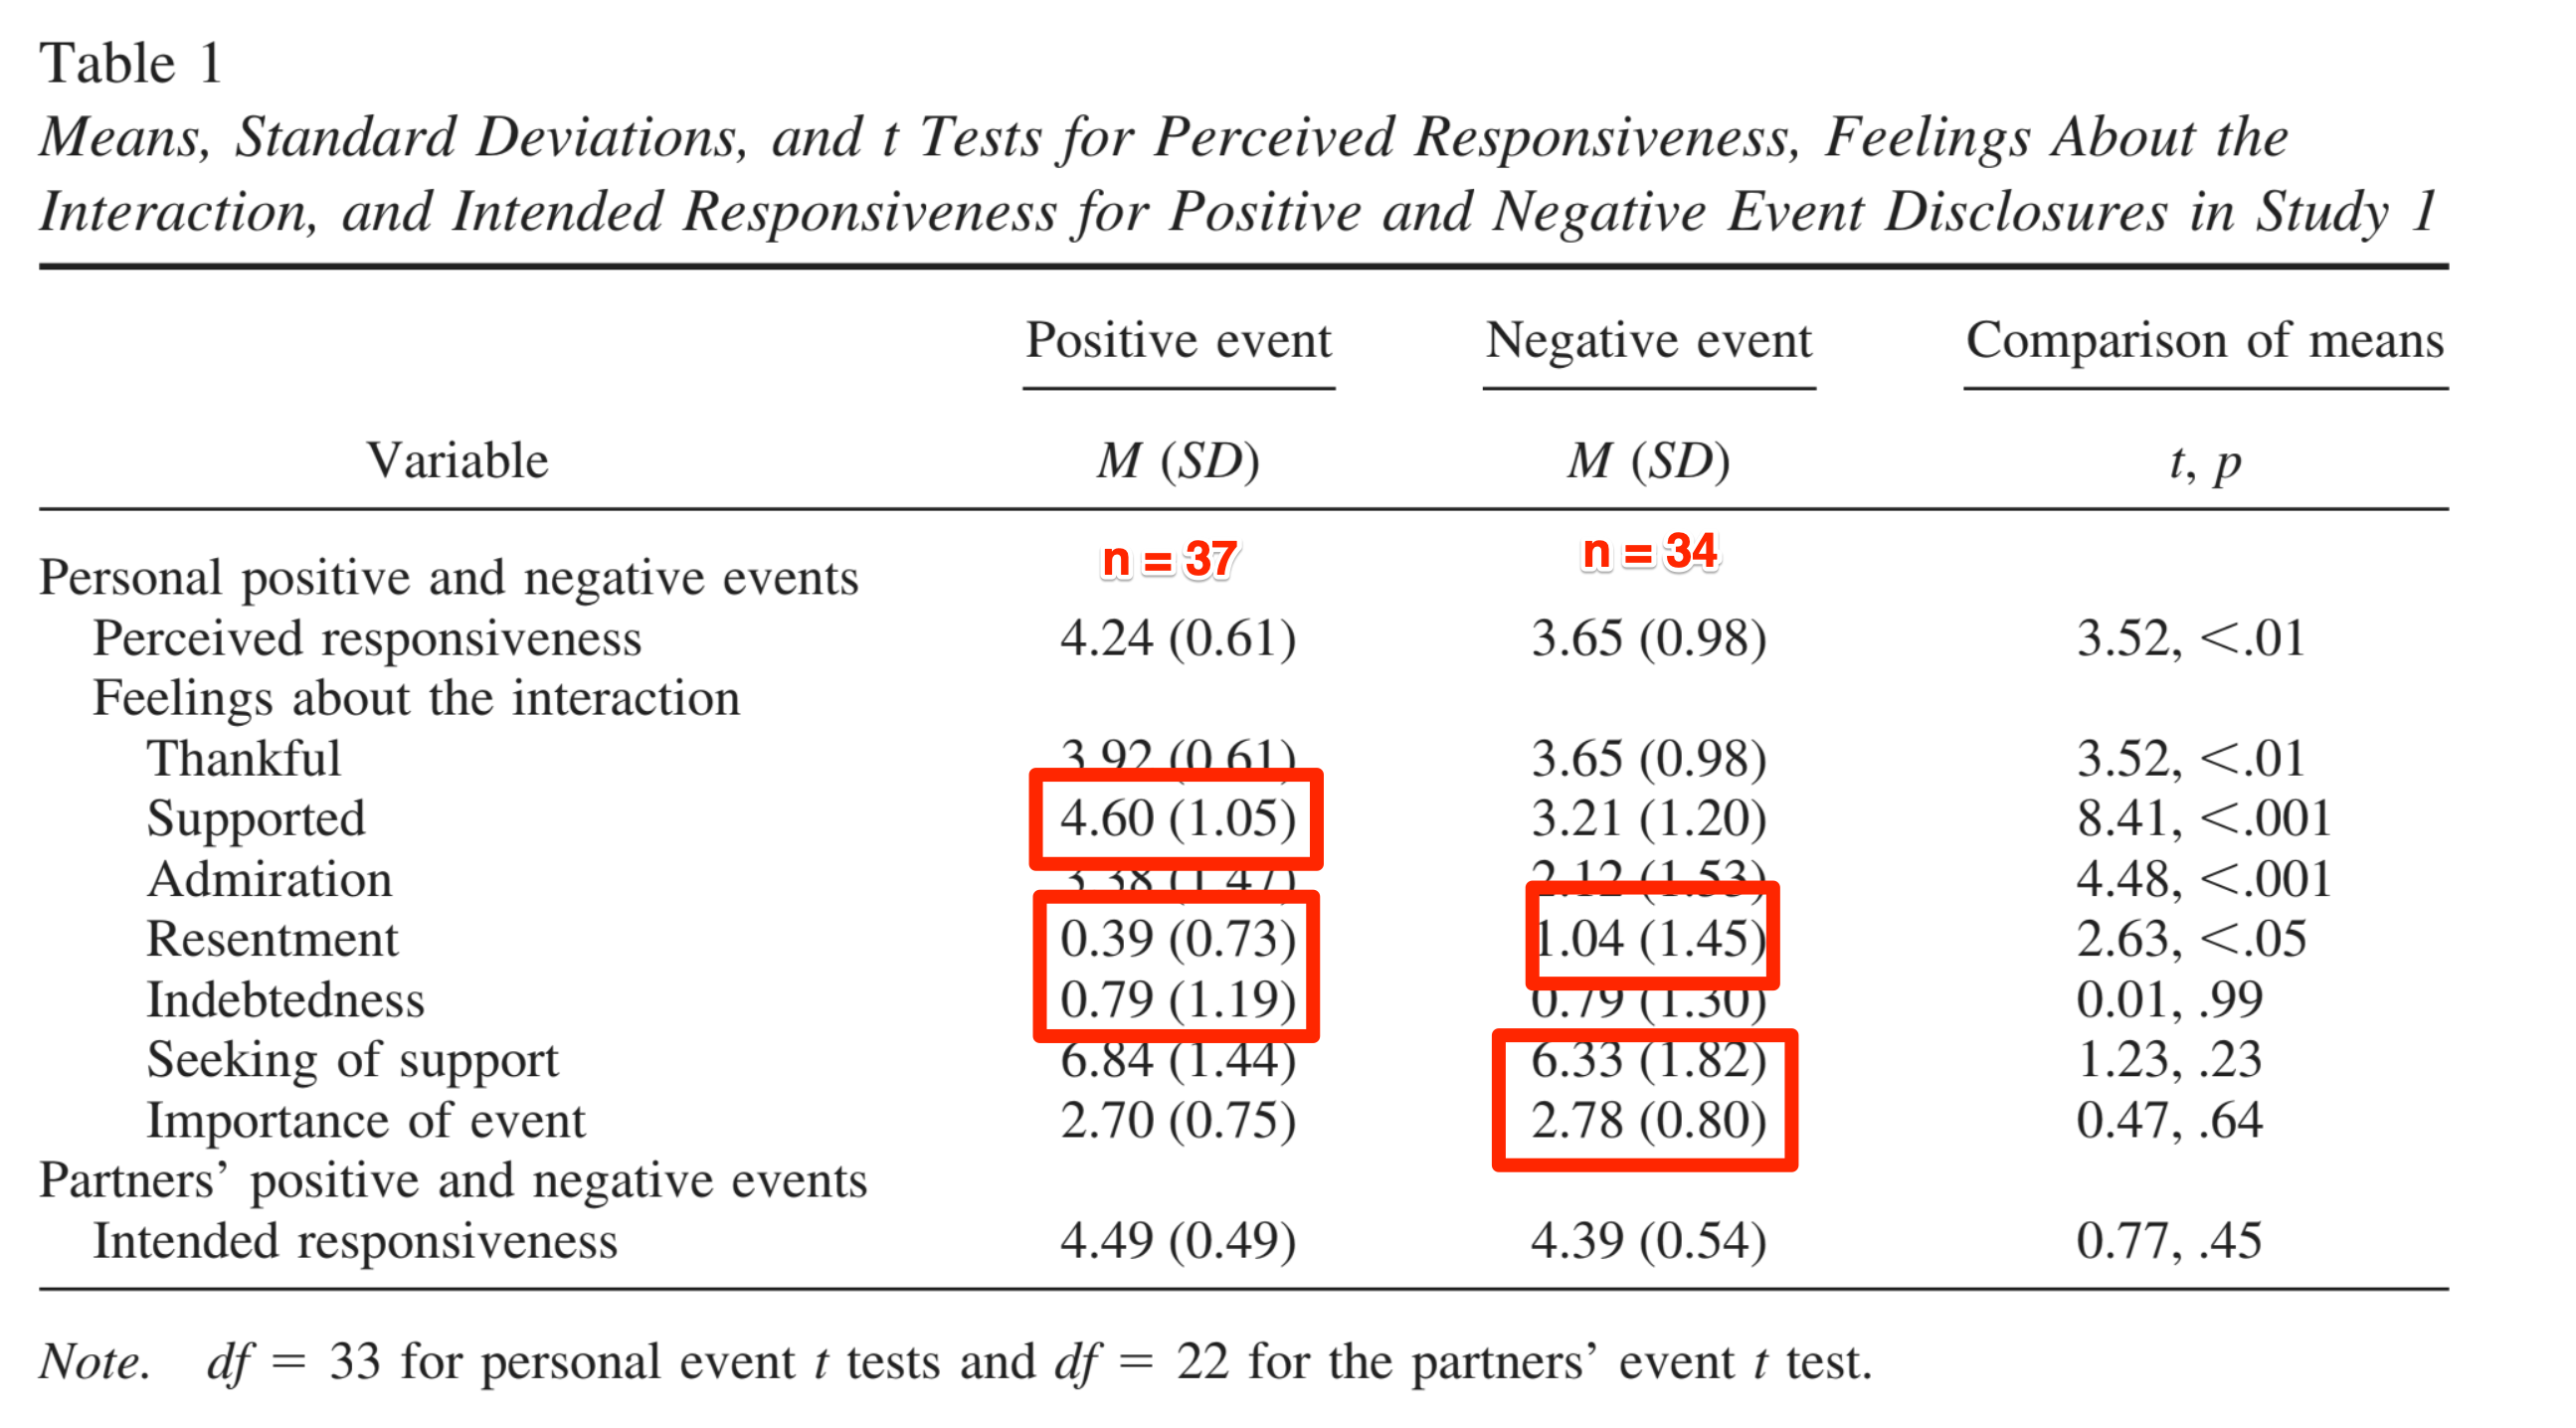 Table 1
Means, Standard Deviations, and t Tests for Perceived Responsiveness, Feelings About the
Interaction, and Intended Responsiveness for Positive and Negative Event Disclosures in Study 1
Positive event Negative event Comparison of means
Variable M (SD) M (SD) t, p
n = 37 n = 34
Personal positive and negative events
Perceived responsiveness 4.24 (0.61) 3.65 (0.98) 3.52, <.01
Feelings about the interaction
Thankful 3.92 (0.61) 3.65 (0.98) 3.52, <.01
Supported 4.60 (1.05) 3.21 (1.20) 8.41, <.001
Admiration 3.38 (1.47) 2.12 (1.53) 4.48, <.001
Resentment 0.39 (0.73) 1.04 (1.45) 2.63, <.05
Indebtedness 0.79 (1.19) 0.79 (1.30) 0.01, .99
Seeking of support 6.84 (1.44) 6.33 (1.82) 1.23, .23
Importance of event 2.70 (0.75) 2.78 (0.80) 0.47, .64
Partners’ positive and negative events
Intended responsiveness 4.49 (0.49) 4.39 (0.54) 0.77, .45
Note. df = 33 for personal event t tests and df = 22 for the partners’ event t test.